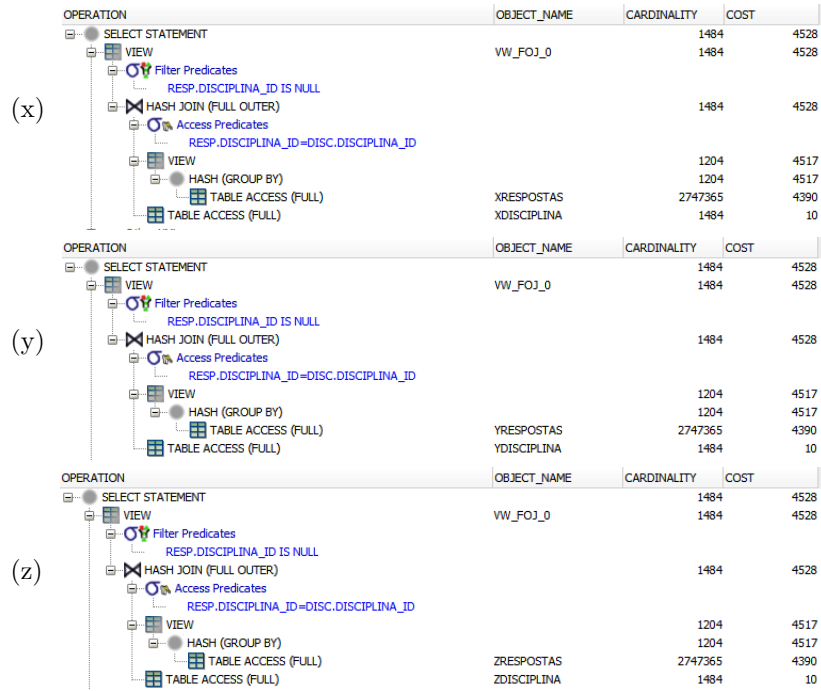 OPERATION OBJECT_NAME CARDINALITY COST
SELECT STATEMENT 1484 4528
VIEW VW_FOJ_0 1484 4528
Filter Predicates
RESP.DISCIPLINA_ID IS NULL
(x) HASH JOIN (FULL OUTER) 1484 4528
Access Predicates
RESP.DISCIPLINA_ID=DISC.DISCIPLINA_ID
VIEW 1204 4517
HASH (GROUP BY) 1204 4517
TABLE ACCESS (FULL) XRESPOSTAS 2747365 4390
TABLE ACCESS (FULL) XDISCIPLINA 1484 10
OPERATION OBJECT_NAME CARDINALITY COST
SELECT STATEMENT 1484 4528
VIEW VW_FOJ_0 1484 4528
Filter Predicates
RESP.DISCIPLINA_ID IS NULL
(y) HASH JOIN (FULL OUTER) 1484 4528
Access Predicates
RESP.DISCIPLINA_ID=DISC.DISCIPLINA_ID
VIEW 1204 4517
HASH (GROUP BY) 1204 4517
TABLE ACCESS (FULL) YRESPOSTAS 2747365 4390
TABLE ACCESS (FULL) YDISCIPLINA 1484 10
OPERATION OBJECT_NAME CARDINALITY COST
SELECT STATEMENT 1484 4528
VIEW VW_FOJ_0 1484 4528
Filter Predicates
RESP.DISCIPLINA_ID IS NULL
(z) HASH JOIN (FULL OUTER) 1484 4528
Access Predicates
RESP.DISCIPLINA_ID=DISC.DISCIPLINA_ID
VIEW 1204 4517
HASH (GROUP BY) 1204 4517
TABLE ACCESS (FULL) ZRESPOSTAS 2747365 4390
TABLE ACCESS (FULL) ZDISCIPLINA 1484 10